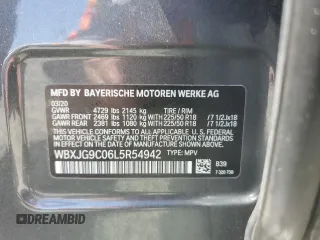 MFD BY BAYERISCHE MOTOREN WERKE AG
03/20
GVWR 4729 lbs 2145 kg TIRE / RIM
GAWR FRONT 2469 lbs 1120 kg WITH 225/50 R18 /7 1/2Jx18
GAWR REAR 2381 lbs 1080 kg WITH 225/50 R18 /7 1/2Jx18
THIS VEHICLE CONFORMS TO ALL APPLICABLE U.S. FEDERAL
MOTOR VEHICLE SAFETY, BUMPER, AND THEFT PREVENTION
STANDARDS IN EFFECT ON THE DATE OF MANUFACTURE
SHOWN ABOVE.
WBXJG9C06L5R54942 TYPE: MPV
B39
AUTOBIDMASTER